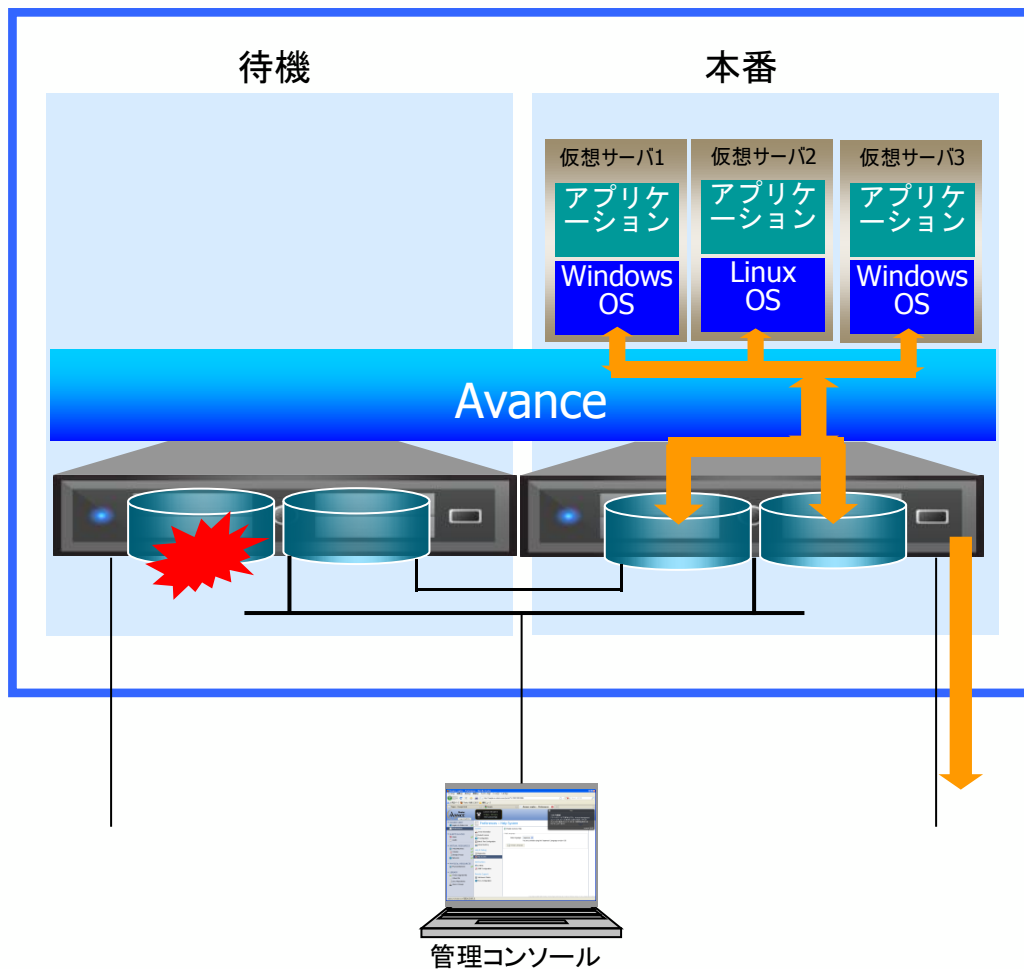 待機
本番
仮想サーバ1
仮想サーバ2
仮想サーバ3
アプリケ
ーション
アプリケ
ーション
アプリケ
ーション
Windows
OS
Linux
OS
Windows
OS
Avance
管理コンソール